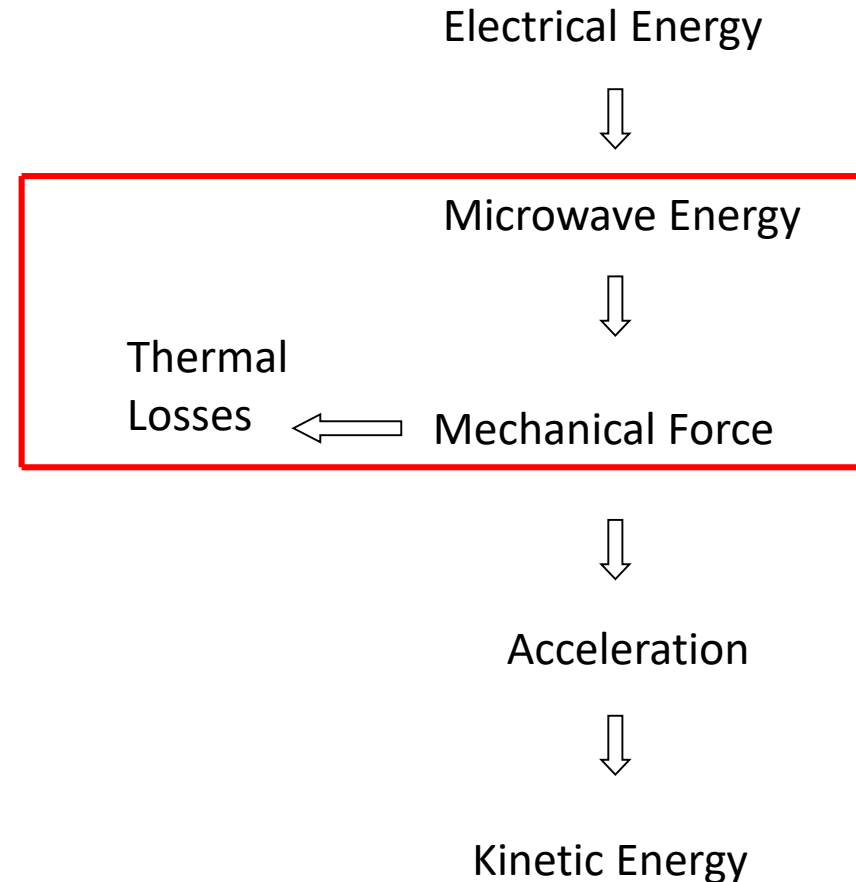 Electrical Energy
Microwave Energy
Thermal
Losses
Mechanical Force
Acceleration
Kinetic Energy